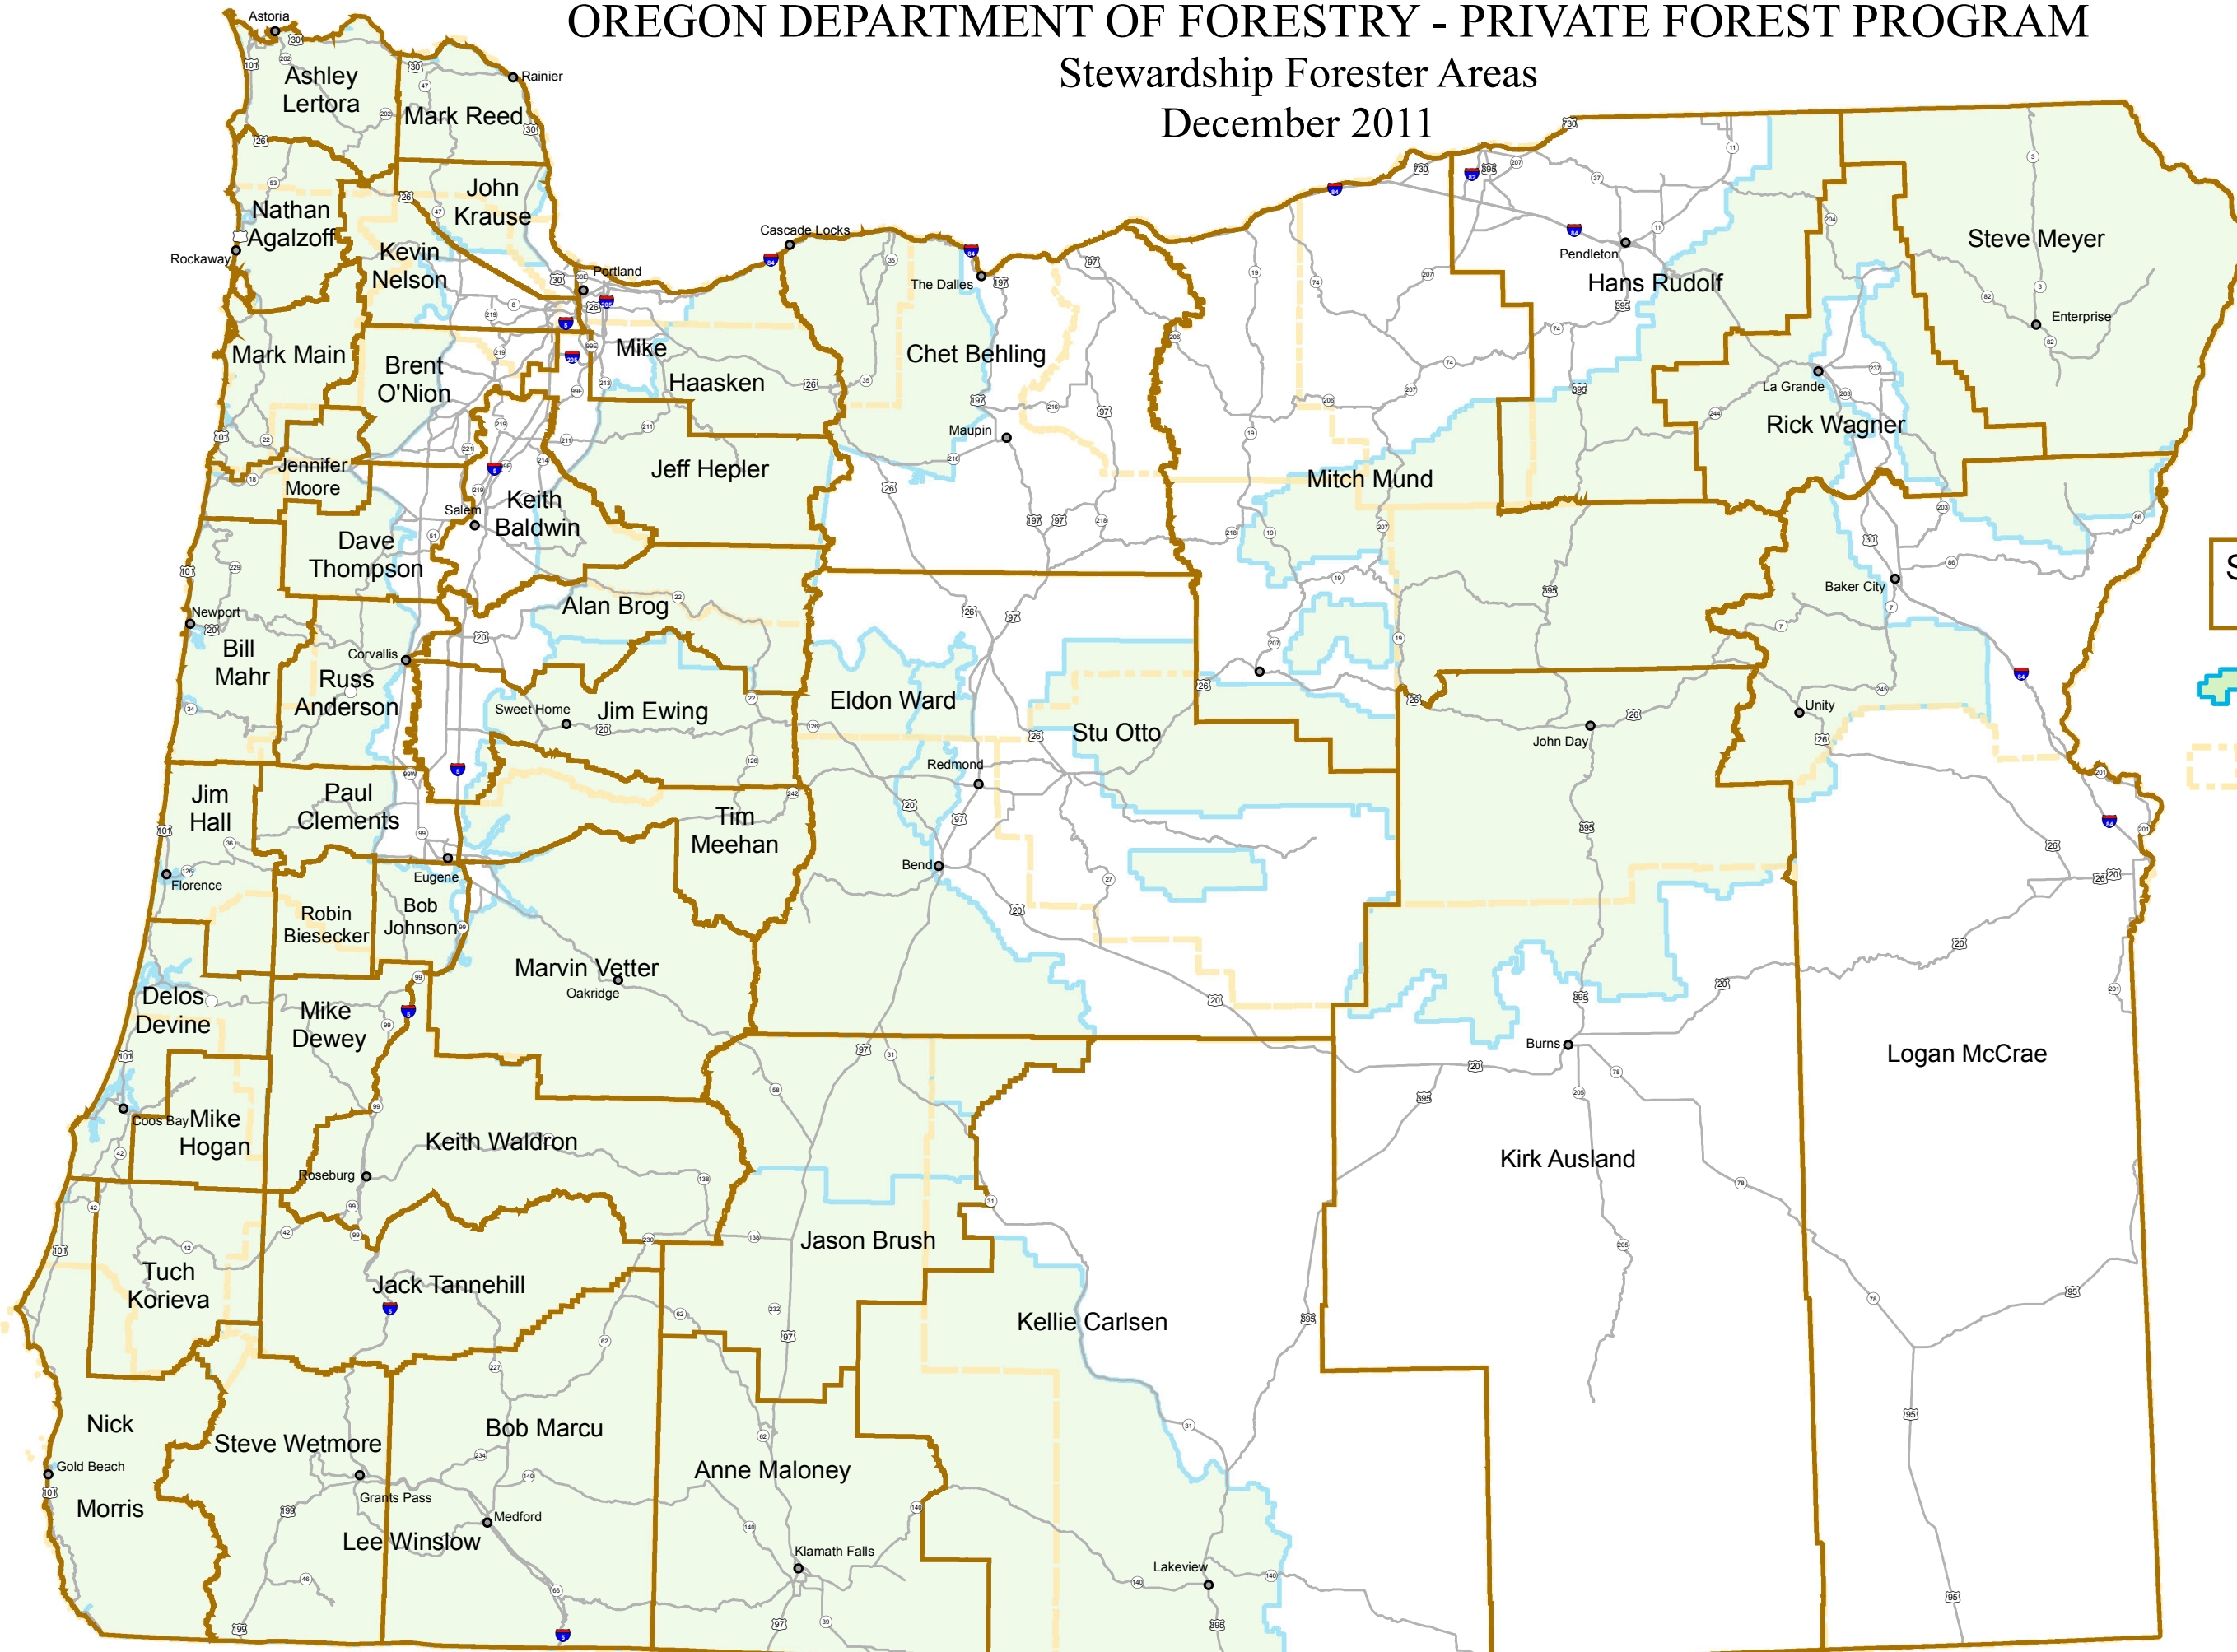 OREGON DEPARTMENT OF FORESTRY - PRIVATE FOREST PROGRAM
Stewardship Forester Areas
December 2011
Astoria
Ashley
Lertora
Rainier
Mark Reed
John
Krause
Nathan
Agalzoff
Rockaway
Kevin
Nelson
Portland
Cascade Locks
The Dalles
Chet Behling
Maupin
Pendleton
Hans Rudolf
Steve Meyer
Enterprise
Mark Main
Brent
O'Nion
Mike
Haasken
La Grande
Rick Wagner
Jennifer
Moore
Jeff Hepler
Mitch Mund
Salem
Keith
Baldwin
Dave
Thompson
Alan Brog
Baker City
Newport
Bill
Mahr
Corvallis
Russ
Anderson
Sweet Home
Jim Ewing
Eldon Ward
Stu Otto
Unity
John Day
Redmond
Jim
Hall
Paul
Clements
Tim
Meehan
Bend
Eugene
Florence
Robin
Biesecker
Bob
Johnson
Marvin Vetter
Oakridge
Delos
Devine
Mike
Dewey
Burns
Logan McCrae
Coos Bay
Mike
Hogan
Keith Waldron
Roseburg
Kirk Ausland
Jason Brush
Tuch
Korieva
Jack Tannehill
Kellie Carlsen
Nick
Morris
Gold Beach
Steve Wetmore
Bob Marcu
Anne Maloney
Grants Pass
Medford
Lee Winslow
Klamath Falls
Lakeview